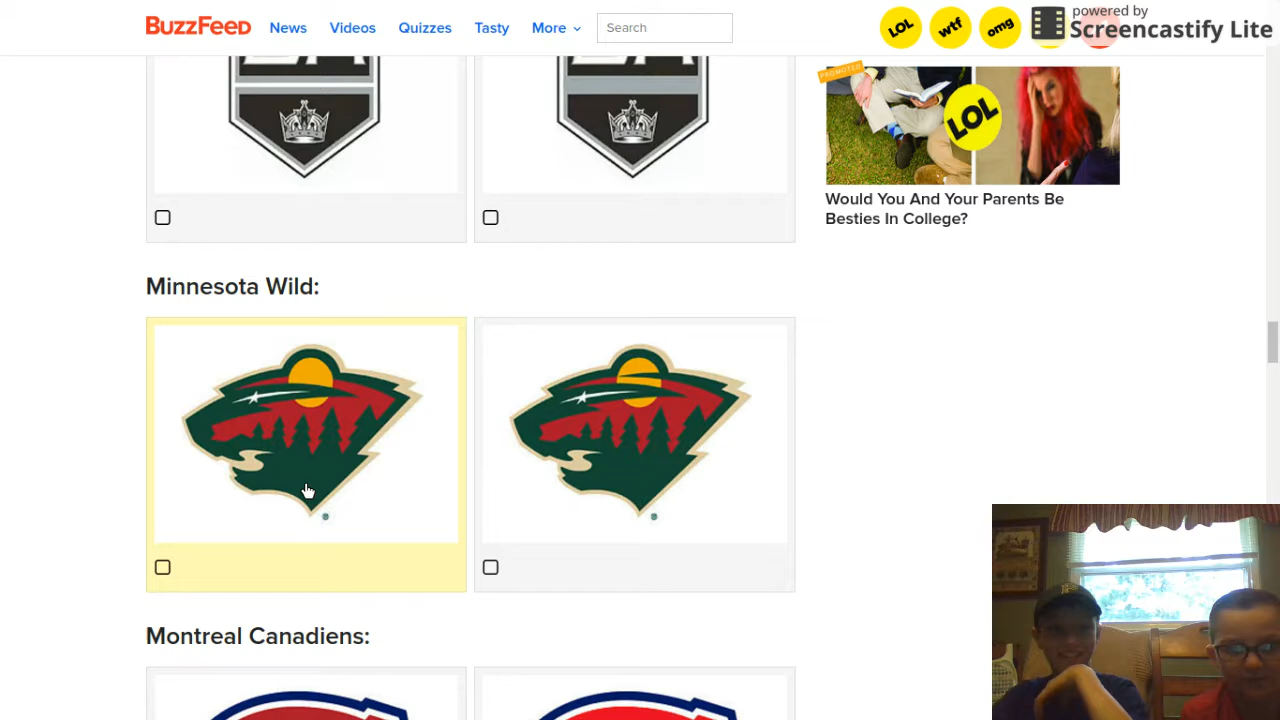 BuzzFeed
News
Videos
Quizzes
Tasty
More
Search
LOL
wtf
omg
powered by
Screencastify Lite
PROMOTED
LOL
Would You And Your Parents Be
Besties In College?
Minnesota Wild:
Montreal Canadiens: